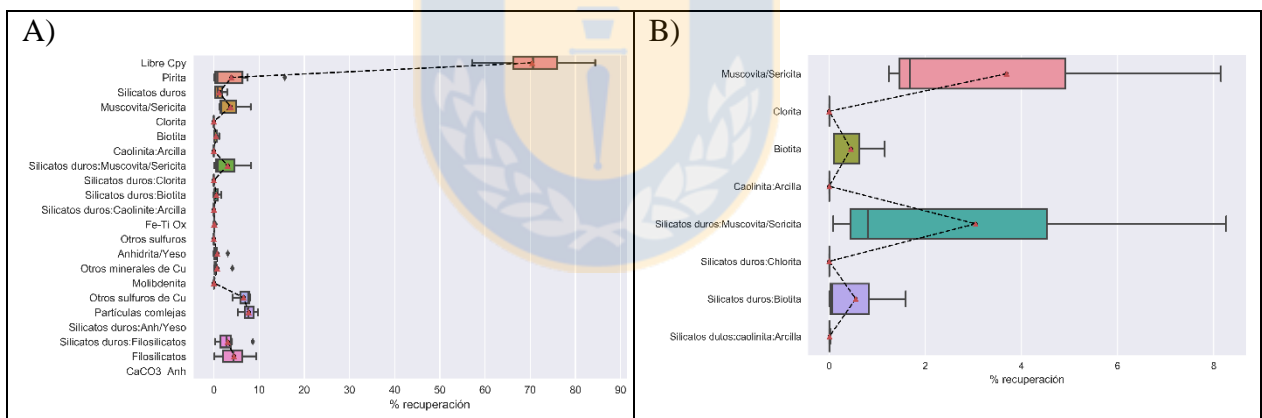 A)
Libre Cpy
Pirita
Silicatos duros
Muscovita/Sericita
Clorita
Biotita
Caolinita:Arcilla
Silicatos duros:Muscovita/Sericita
Silicatos duros:Clorita
Silicatos duros:Biotita
Silicatos duros:Caolinite:Arcilla
Fe-Ti Ox
Otros sulfuros
Anhidrita/Yeso
Otros minerales de Cu
Molibdenita
Otros sulfuros de Cu
Partículas comlejas
Silicatos duros:Anh/Yeso
Silicatos duros:Filosilicatos
Filosilicatos
CaCO3 Anh
0 10 20 30 40 50 60 70 80 90
% recuperación
B)
Muscovita/Sericita
Clorita
Biotita
Caolinita:Arcilla
Silicatos duros:Muscovita/Sericita
Silicatos duros:Chlorita
Silicatos duros:Biotita
Silicatos dutos:caolinita:Arcilla
0 2 4 6 8
% recuperación